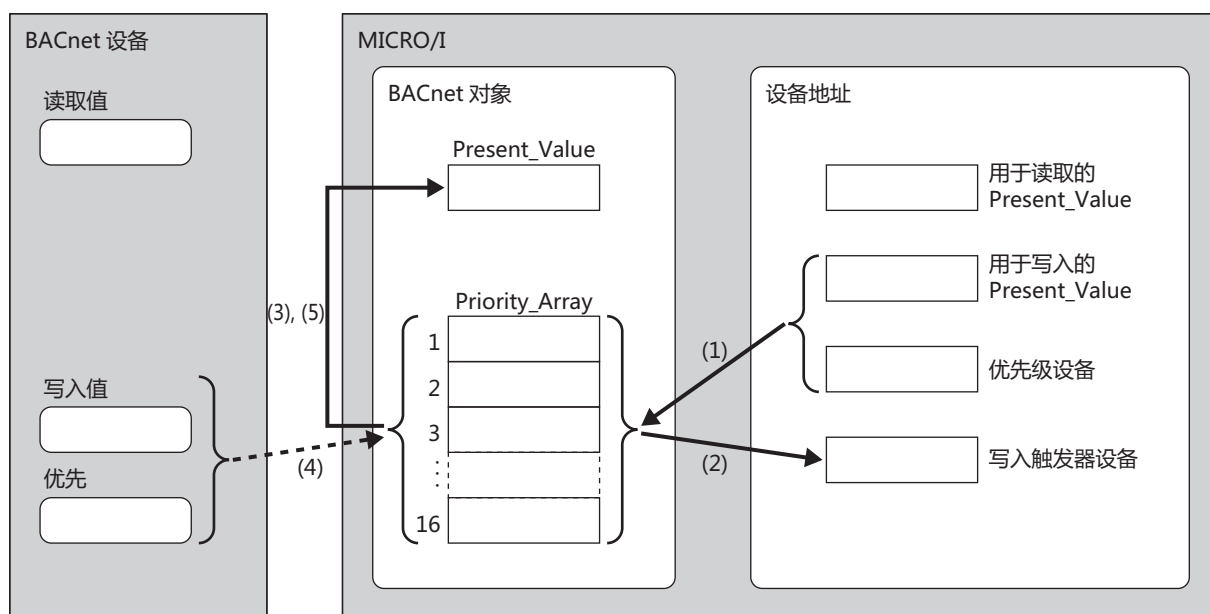 BACnet 设备
读取值
写入值
优先
(3), (5)
(4)
MICRO/I
BACnet 对象
Present_Value
Priority_Array
1
2
3
⋮
16
(1)
(2)
设备地址
用于读取的
Present_Value
用于写入的
Present_Value
优先级设备
写入触发器设备